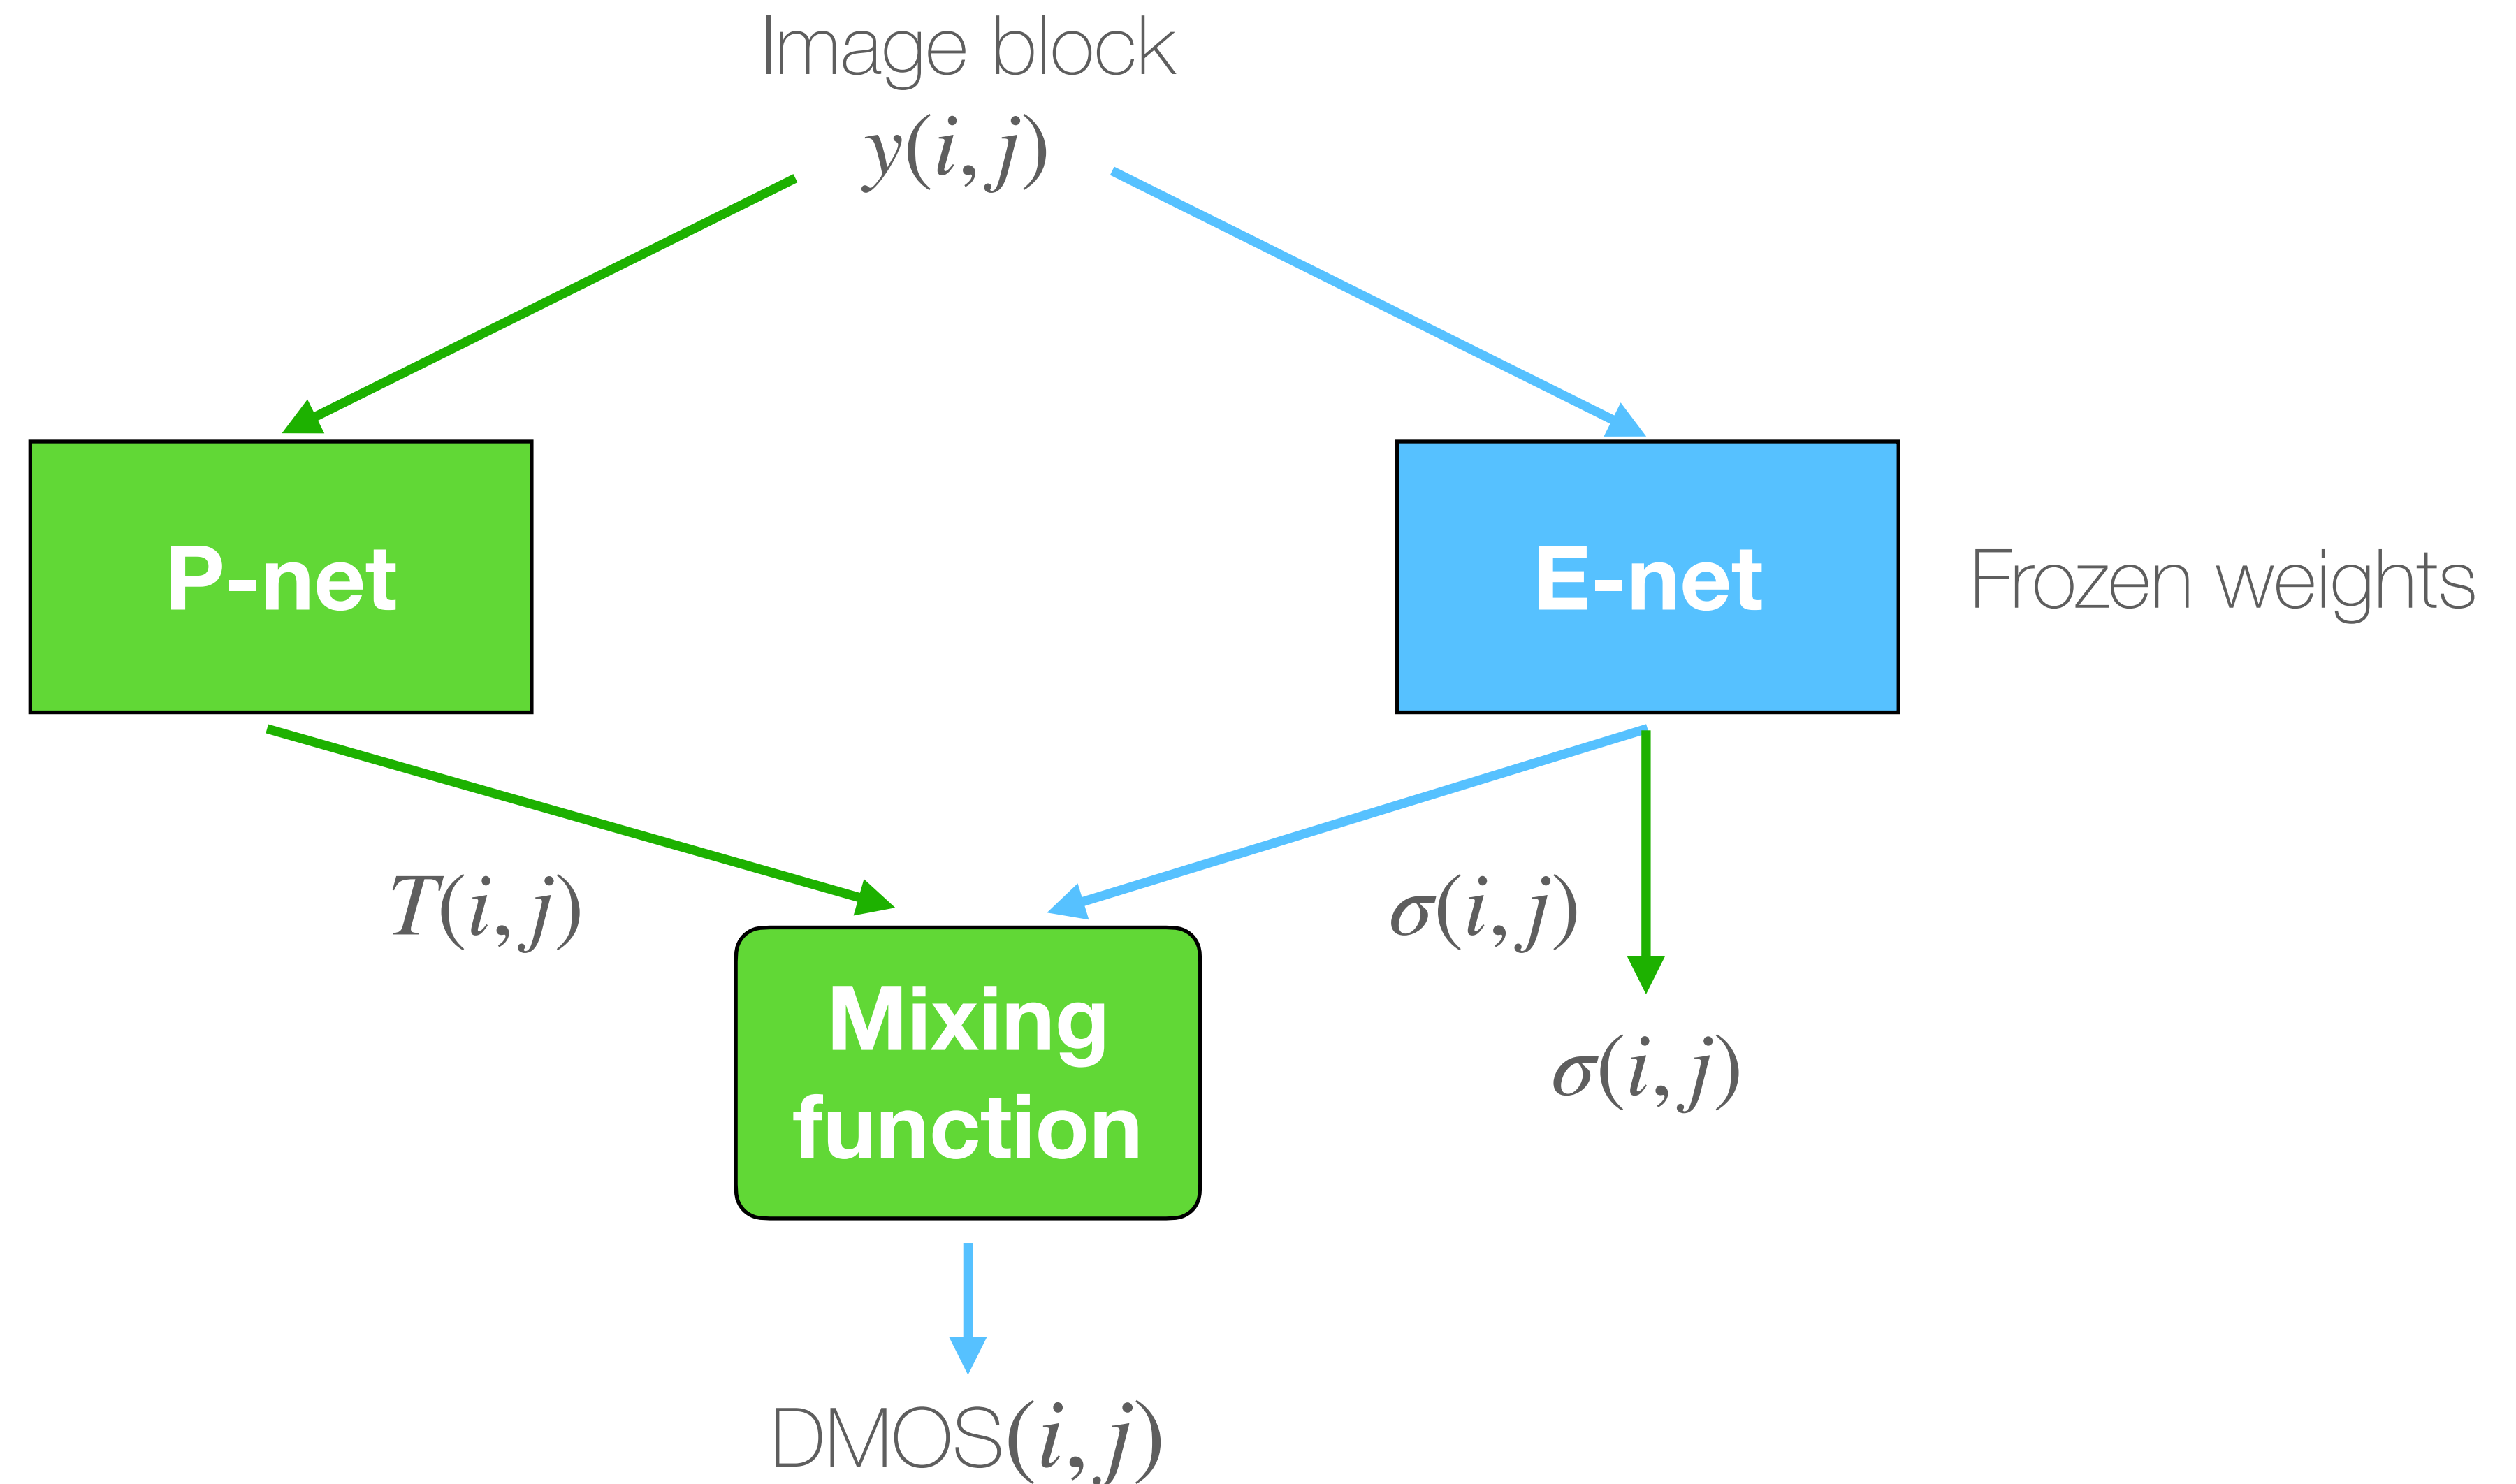 Image block
y(i, j)
P-net
E-net
Frozen weights
T(i, j)
σ(i, j)
Mixing
function
σ(i, j)
DMOS(i, j)